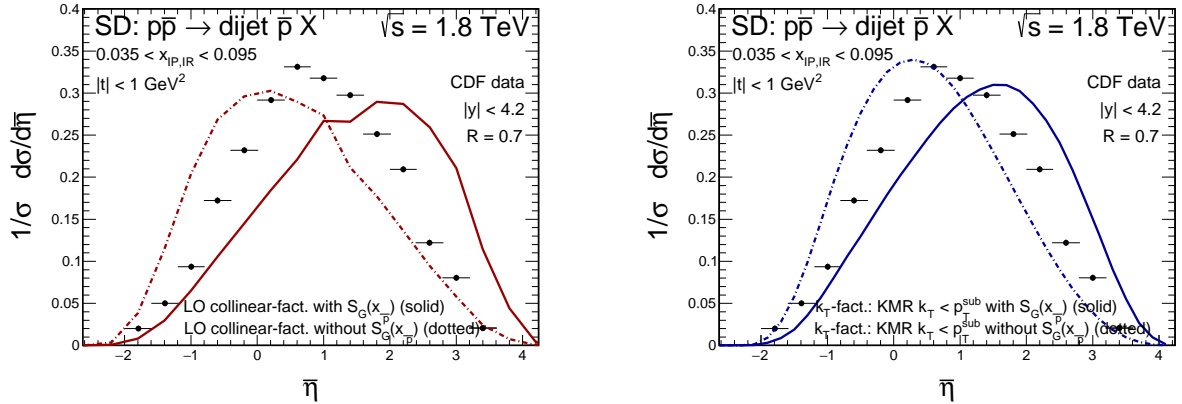 SD: pp̅ → dijet p̅ X
√s = 1.8 TeV
0.035 < x_{IP,IR} < 0.095
|t| < 1 GeV²
CDF data
|y| < 4.2
R = 0.7
LO collinear-fact. with S_G(x_p̅) (solid)
LO collinear-fact. without S_G(x_p̅) (dotted)
1/σ dσ/dη̅
0.4
0.35
0.3
0.25
0.2
0.15
0.1
0.05
0
−2 −1 0 1 2 3 4
η̅
SD: pp̅ → dijet p̅ X
√s = 1.8 TeV
0.035 < x_{IP,IR} < 0.095
|t| < 1 GeV²
CDF data
|y| < 4.2
R = 0.7
k_T-fact.: KMR k_T < p_T^{sub} with S_G(x_p̅) (solid)
k_T-fact.: KMR k_T < p_T^{sub} without S_G(x_p̅) (dotted)
1/σ dσ/dη̅
0.4
0.35
0.3
0.25
0.2
0.15
0.1
0.05
0
−2 −1 0 1 2 3 4
η̅